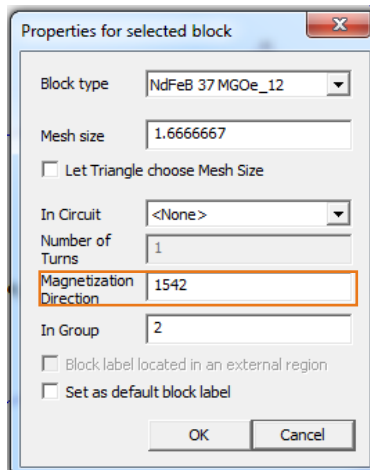 Properties for selected block
X
Block type NdFeB 37 MGOe_12
Mesh size 1.6666667
Let Triangle choose Mesh Size
In Circuit <None>
Number of Turns 1
Magnetization Direction 1542
In Group 2
Block label located in an external region
Set as default block label
OK Cancel